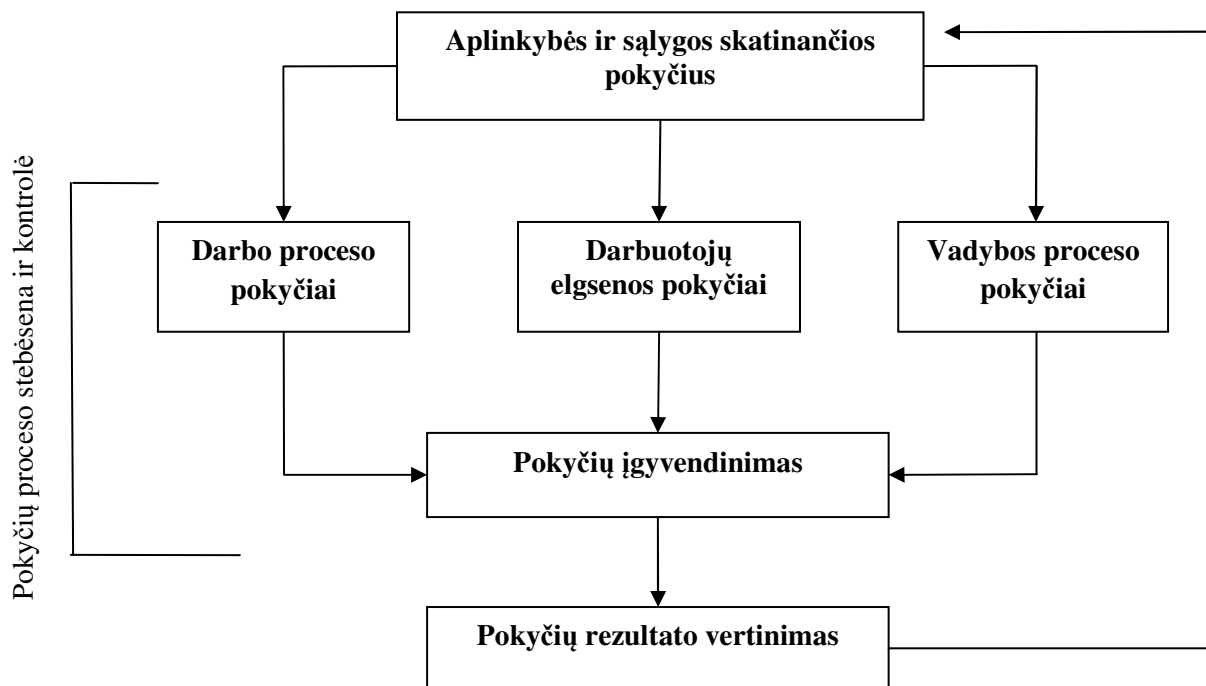 Aplinkybės ir sąlygos skatinančios
pokyčius
Pokyčių proceso stebėsena ir kontrolė
Darbo proceso
pokyčiai
Darbuotojų
elgsenos pokyčiai
Vadybos proceso
pokyčiai
Pokyčių įgyvendinimas
Pokyčių rezultato vertinimas